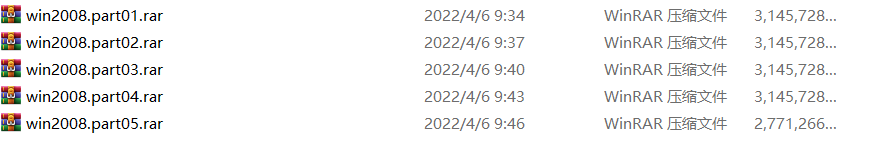 win2008.part01.rar 2022/4/6 9:34 WinRAR 压缩文件 3,145,728...
win2008.part02.rar 2022/4/6 9:37 WinRAR 压缩文件 3,145,728...
win2008.part03.rar 2022/4/6 9:40 WinRAR 压缩文件 3,145,728...
win2008.part04.rar 2022/4/6 9:43 WinRAR 压缩文件 3,145,728...
win2008.part05.rar 2022/4/6 9:46 WinRAR 压缩文件 2,771,266...